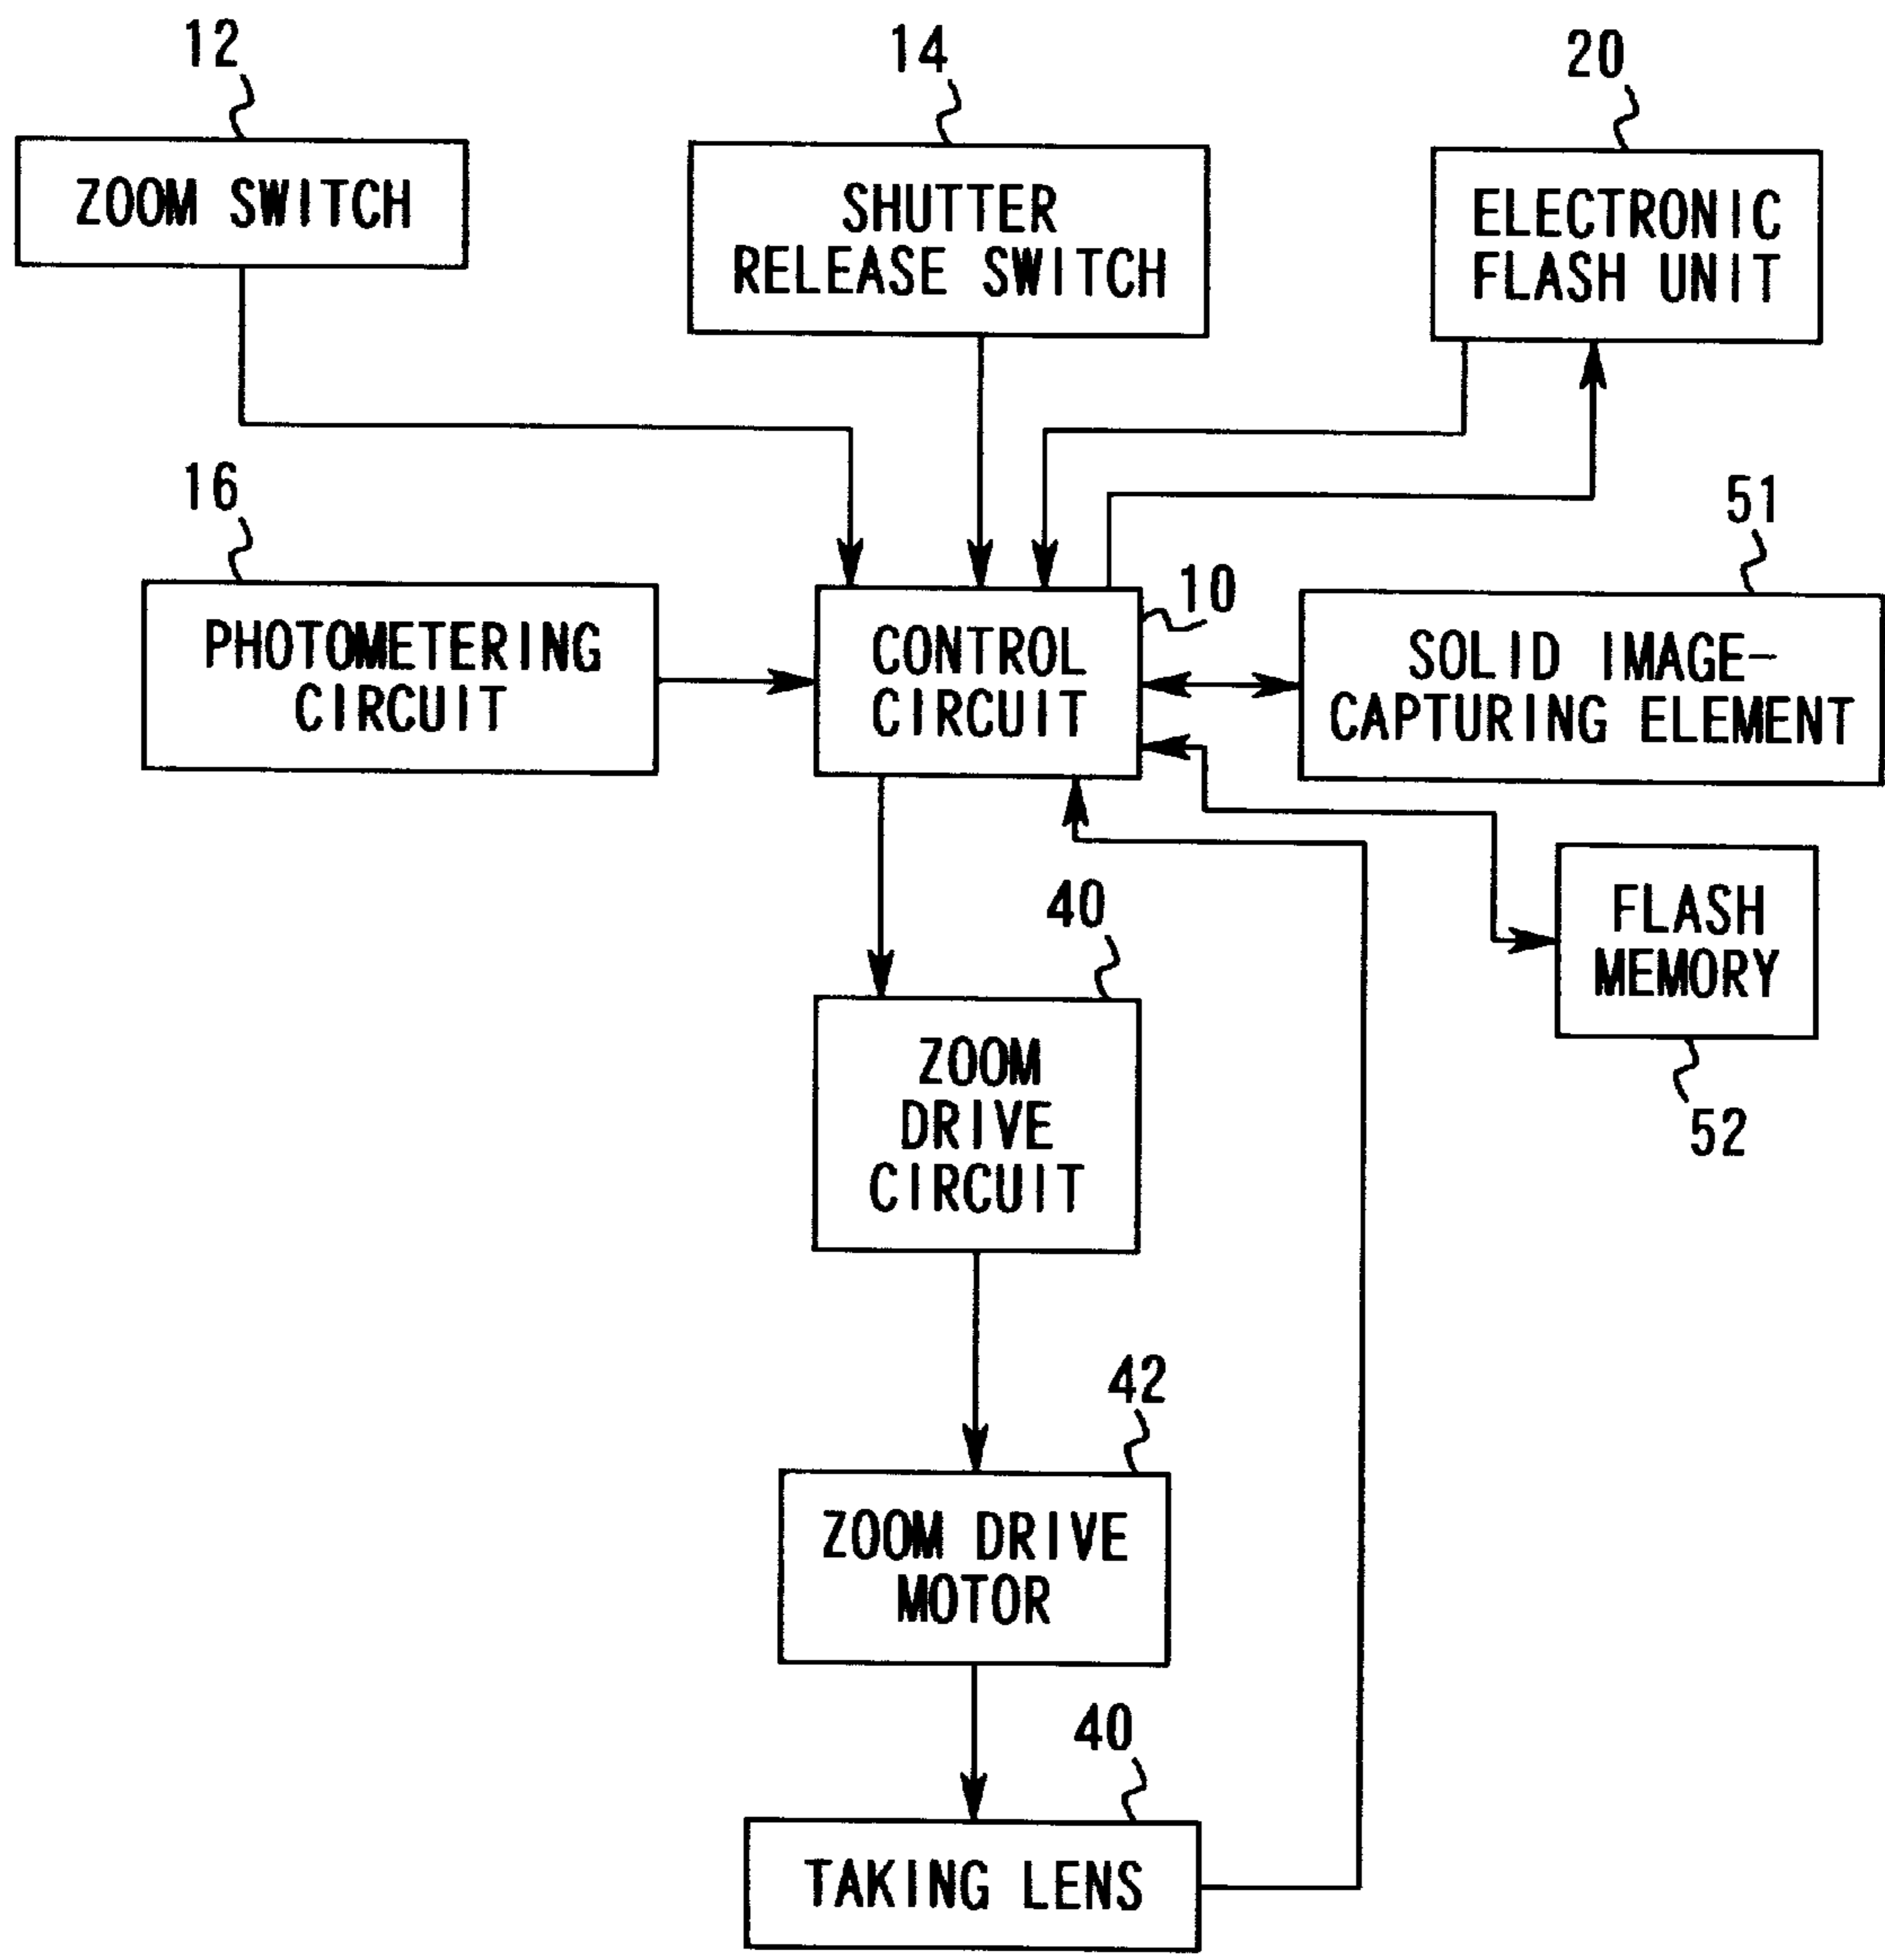 12
ZOOM SWITCH
14
SHUTTER
RELEASE SWITCH
20
ELECTRONIC
FLASH UNIT
16
PHOTOMETERING
CIRCUIT
10
CONTROL
CIRCUIT
51
SOLID IMAGE-
CAPTURING ELEMENT
40
ZOOM
DRIVE
CIRCUIT
FLASH
MEMORY
52
42
ZOOM DRIVE
MOTOR
40
TAKING LENS